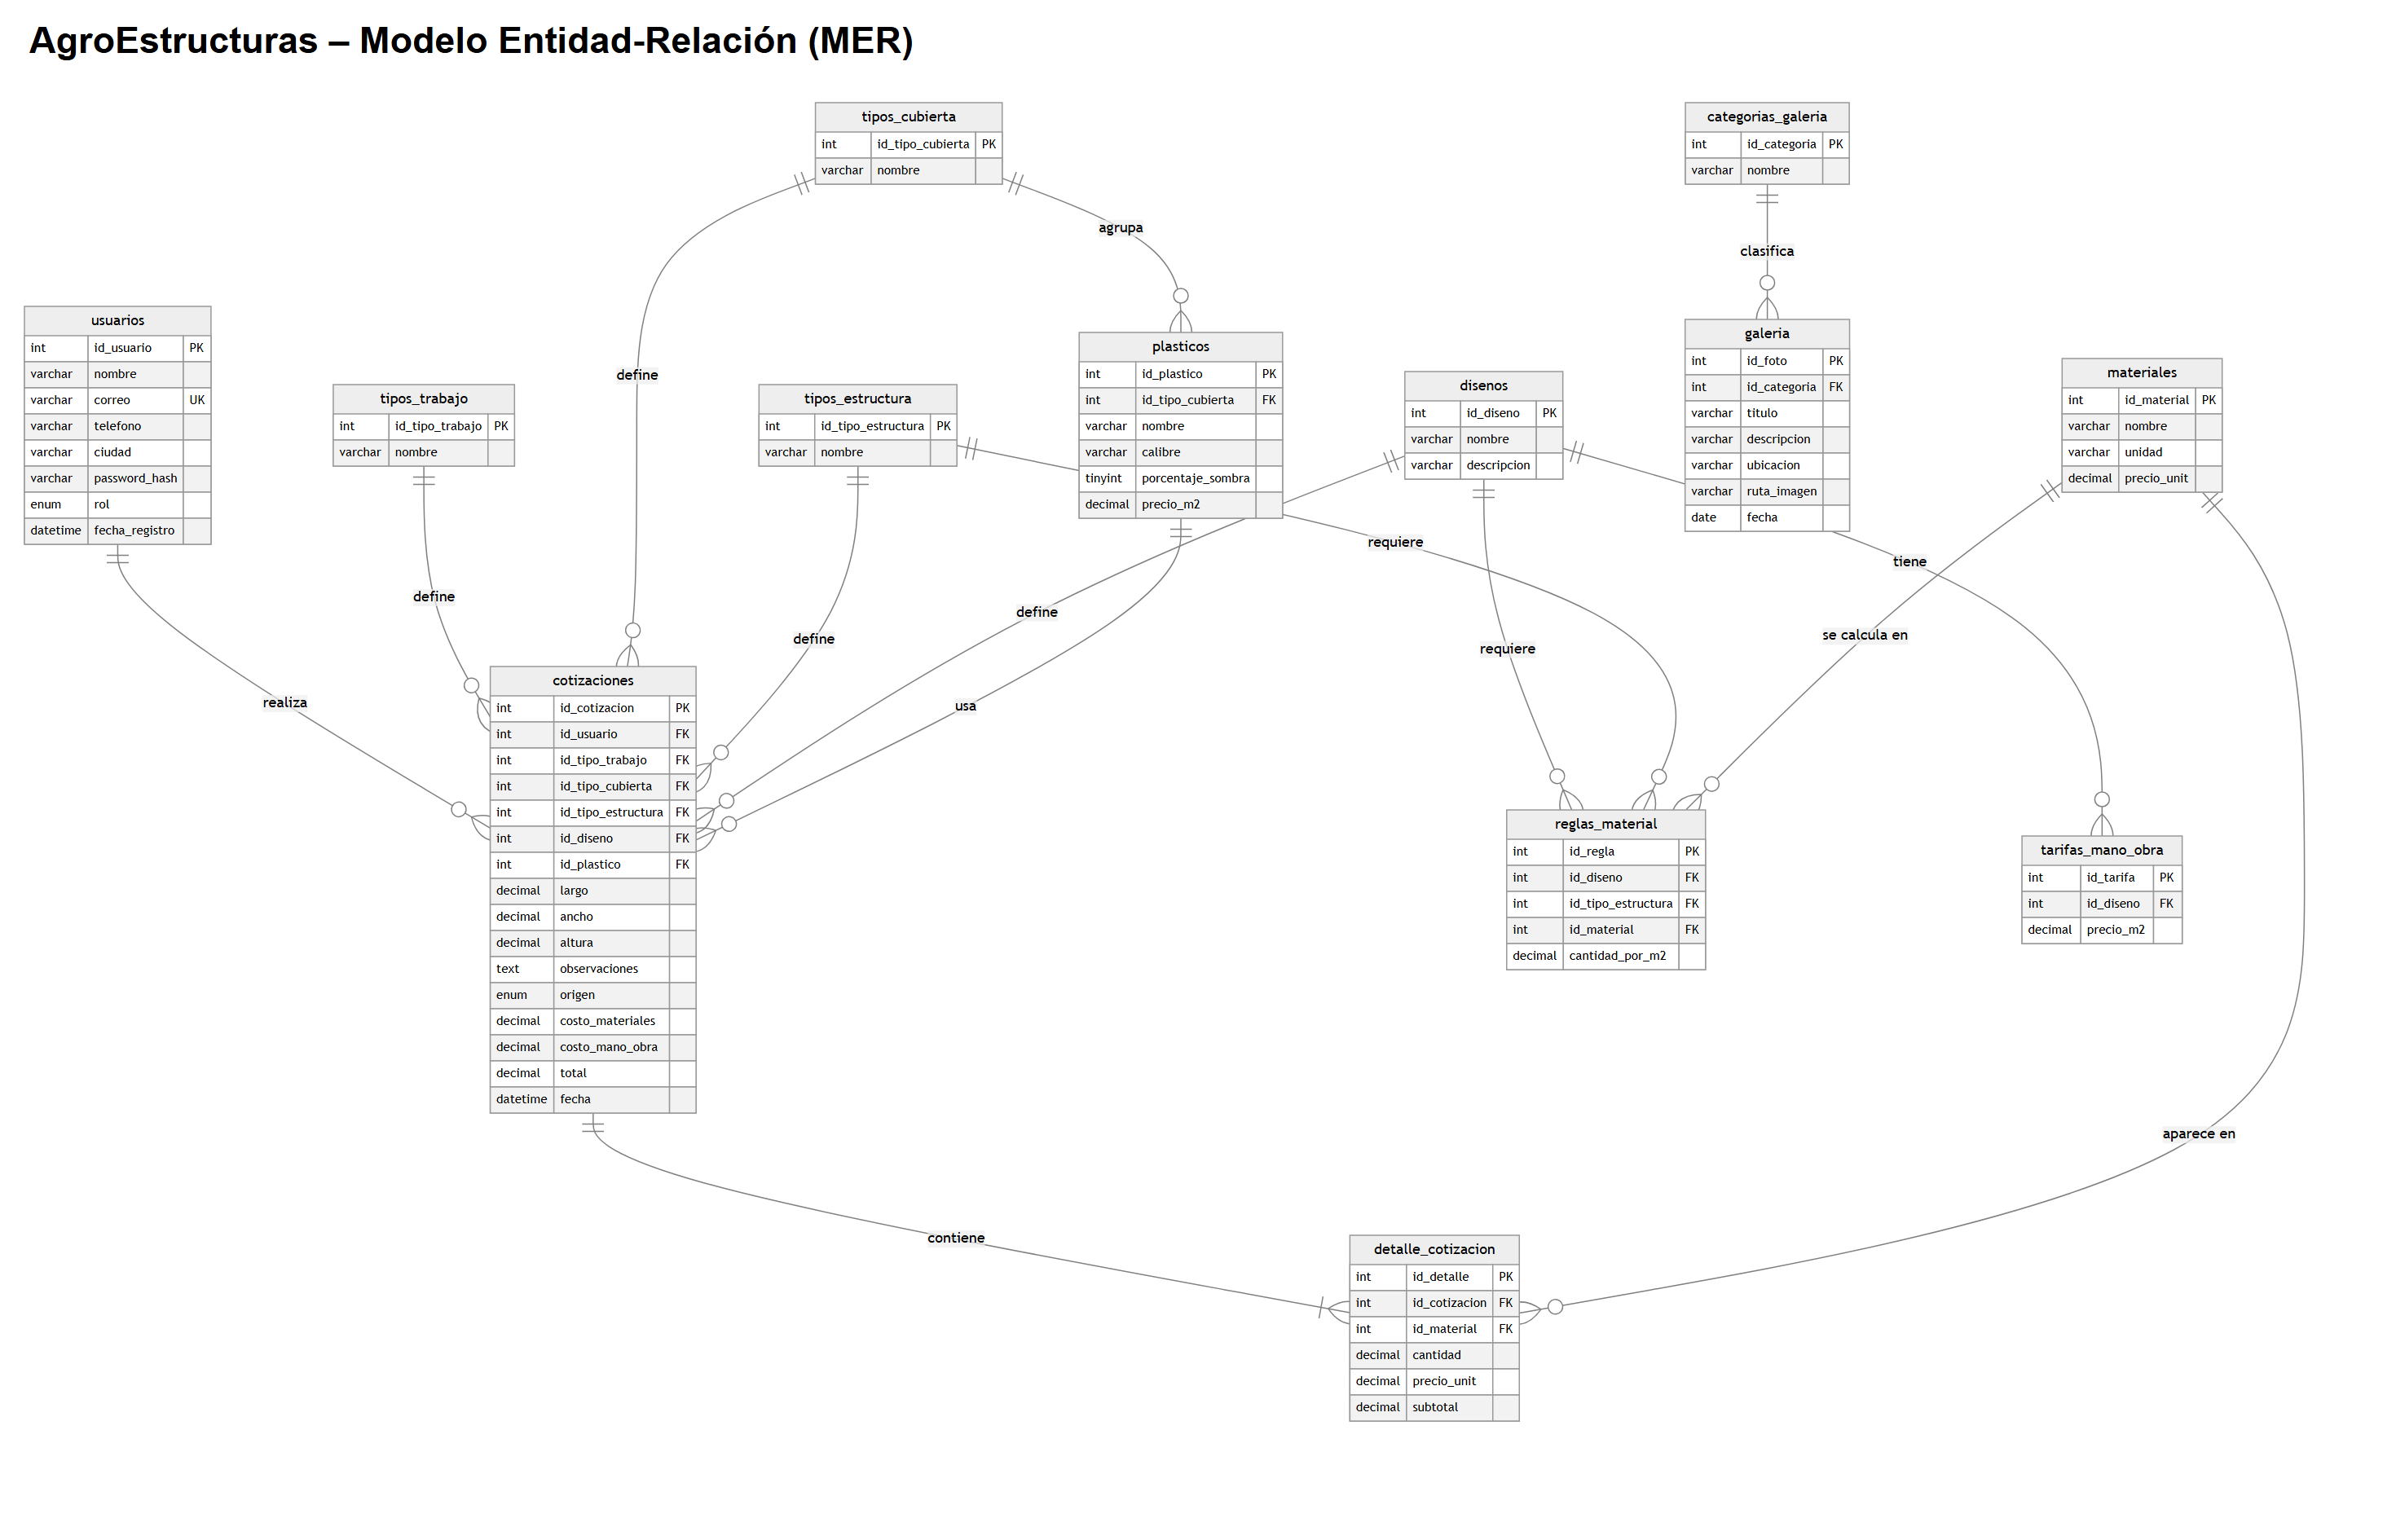 AgroEstructuras – Modelo Entidad-Relación (MER)
tipos_cubierta
int id_tipo_cubierta PK
varchar nombre
categorias_galeria
int id_categoria PK
varchar nombre
agrupa
clasifica
define
usuarios
int id_usuario PK
varchar nombre
varchar correo UK
varchar telefono
varchar ciudad
varchar password_hash
enum rol
datetime fecha_registro
tipos_trabajo
int id_tipo_trabajo PK
varchar nombre
tipos_estructura
int id_tipo_estructura PK
varchar nombre
plasticos
int id_plastico PK
int id_tipo_cubierta FK
varchar nombre
varchar calibre
tinyint porcentaje_sombra
decimal precio_m2
disenos
int id_diseno PK
varchar nombre
varchar descripcion
galeria
int id_foto PK
int id_categoria FK
varchar titulo
varchar descripcion
varchar ubicacion
varchar ruta_imagen
date fecha
materiales
int id_material PK
varchar nombre
varchar unidad
decimal precio_unit
requiere
tiene
define
define
define
requiere
se calcula en
realiza
usa
cotizaciones
int id_cotizacion PK
int id_usuario FK
int id_tipo_trabajo FK
int id_tipo_cubierta FK
int id_tipo_estructura FK
int id_diseno FK
int id_plastico FK
decimal largo
decimal ancho
decimal altura
text observaciones
enum origen
decimal costo_materiales
decimal costo_mano_obra
decimal total
datetime fecha
reglas_material
int id_regla PK
int id_diseno FK
int id_tipo_estructura FK
int id_material FK
decimal cantidad_por_m2
tarifas_mano_obra
int id_tarifa PK
int id_diseno FK
decimal precio_m2
aparece en
contiene
detalle_cotizacion
int id_detalle PK
int id_cotizacion FK
int id_material FK
decimal cantidad
decimal precio_unit
decimal subtotal